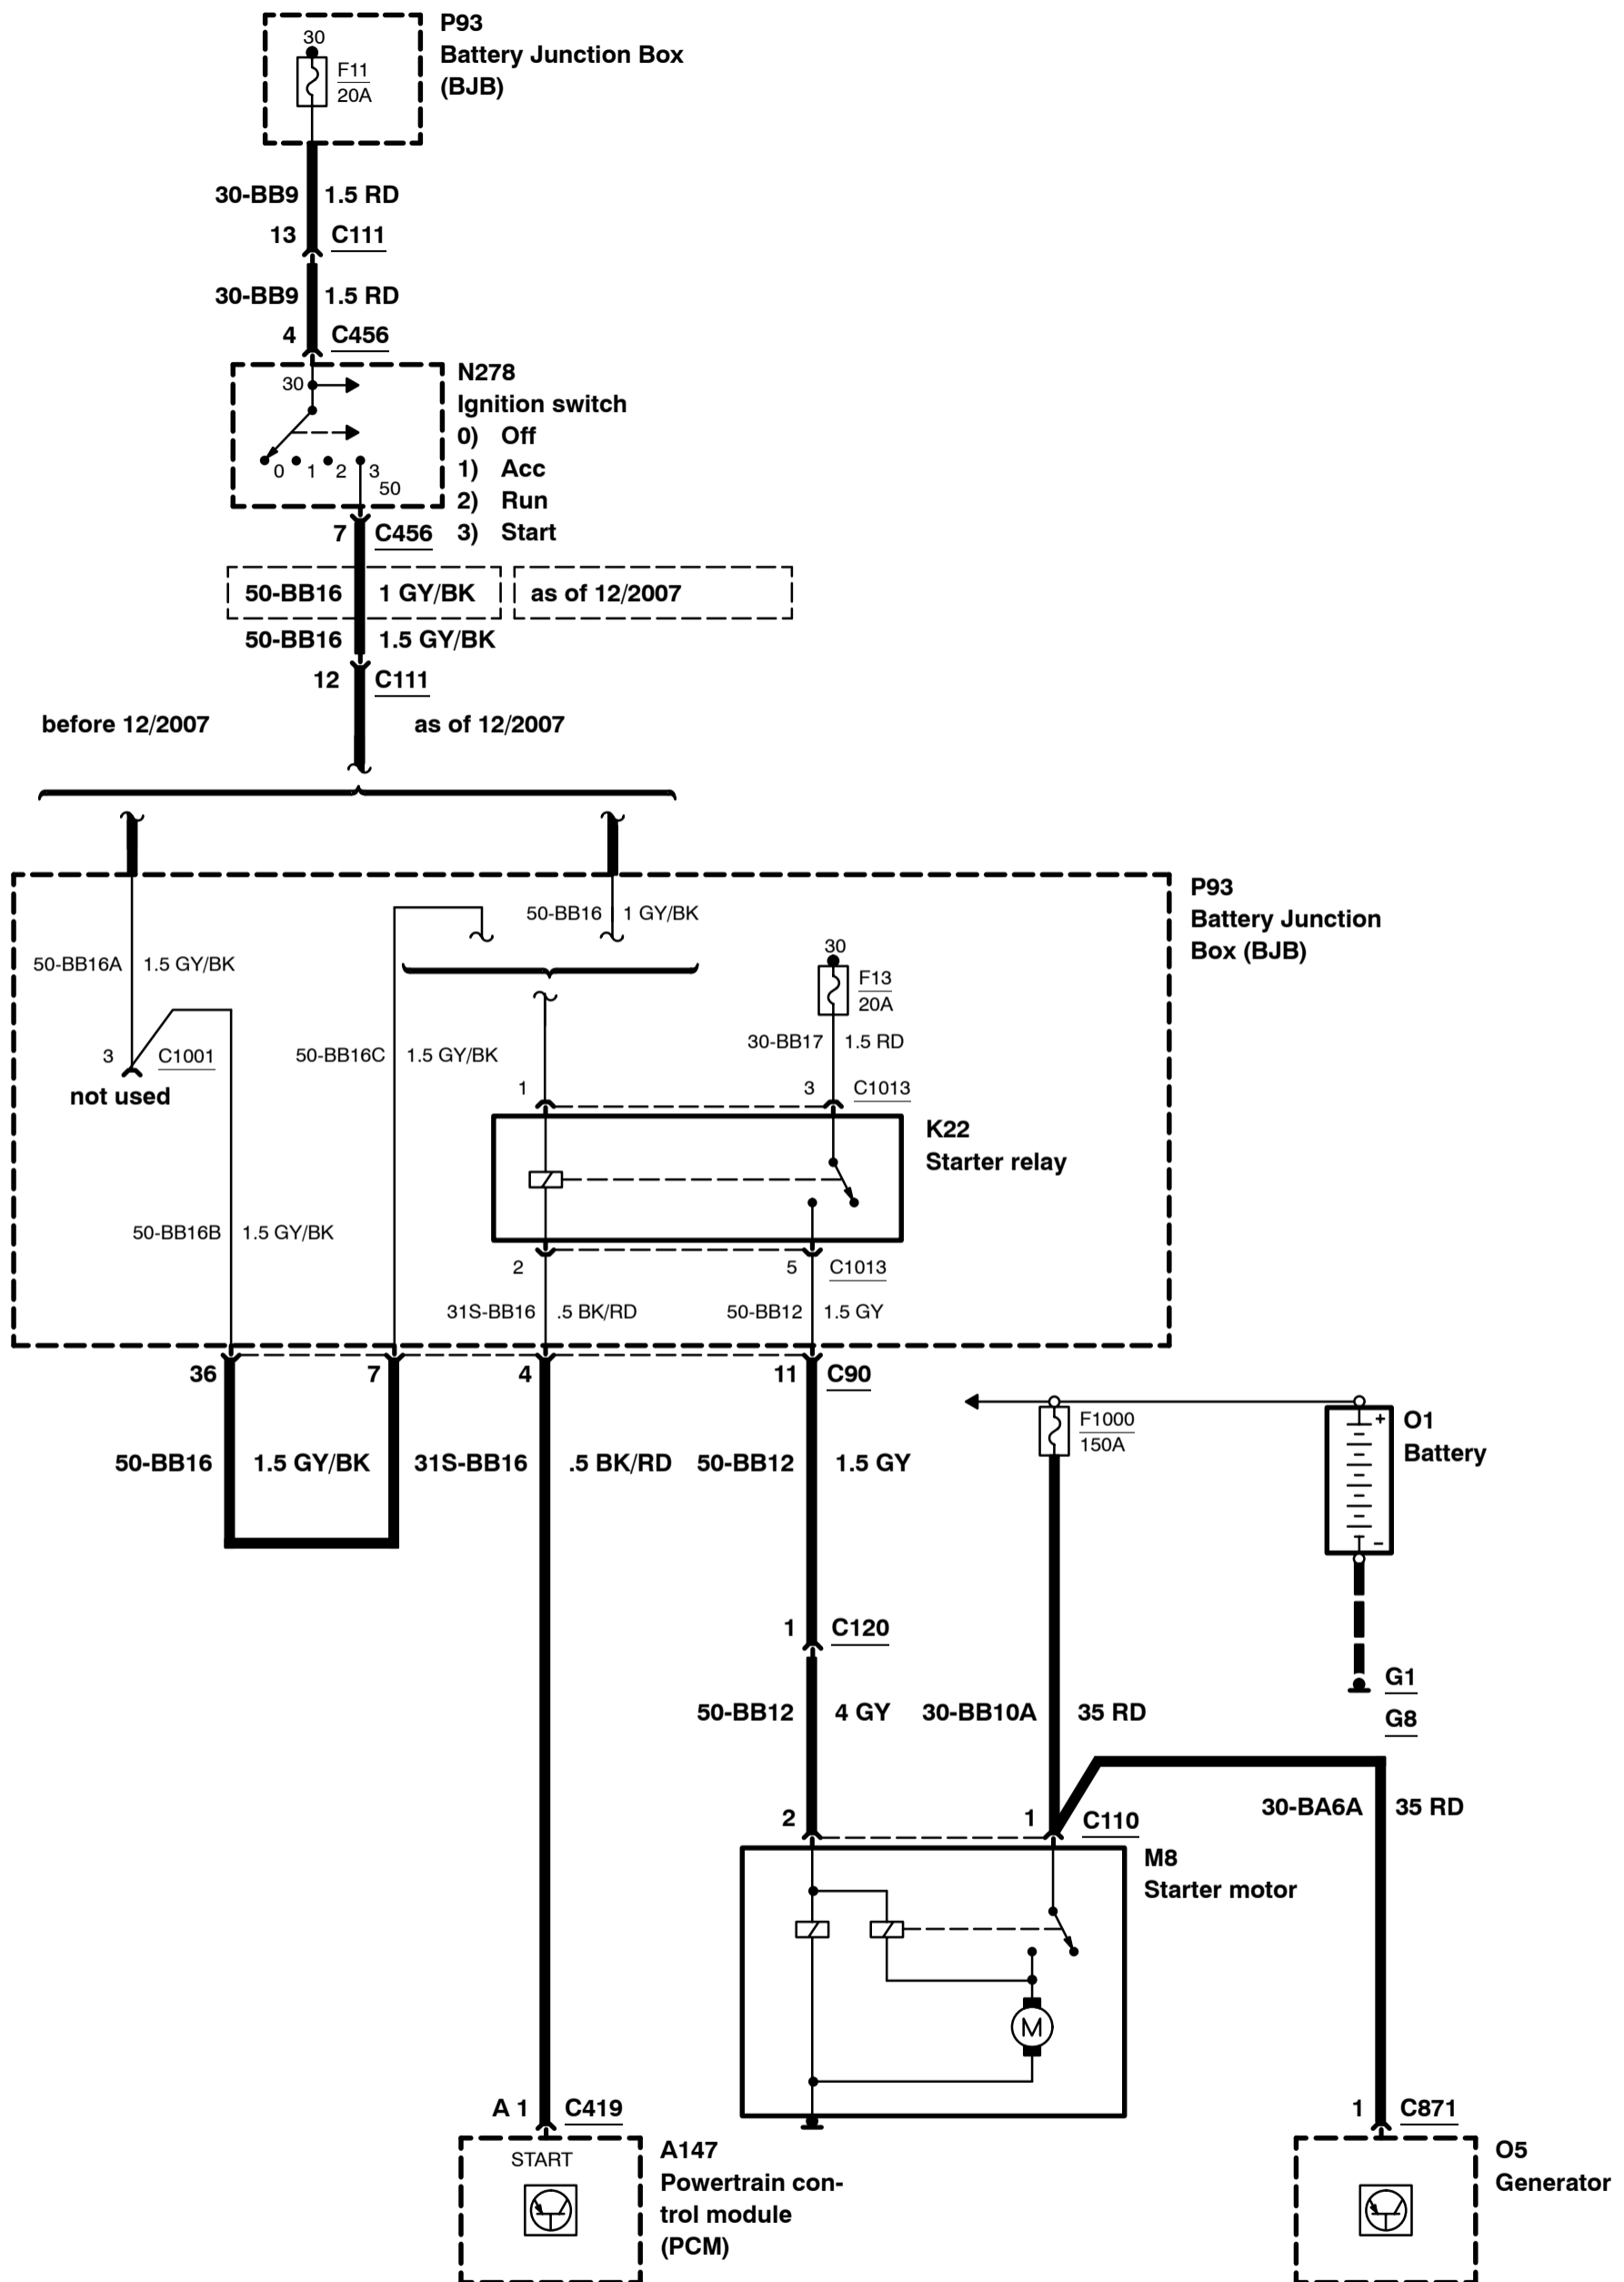 P93
Battery Junction Box
(BJB)
30
F11
20A
30-BB9 1.5 RD
13 C111
30-BB9 1.5 RD
4 C456
N278
Ignition switch
0) Off
1) Acc
2) Run
3) Start
30
0 1 2 3
50
7 C456
50-BB16 1 GY/BK as of 12/2007
50-BB16 1.5 GY/BK
12 C111
before 12/2007 as of 12/2007
P93
Battery Junction
Box (BJB)
50-BB16 1 GY/BK
30
50-BB16A 1.5 GY/BK
F13
20A
30-BB17 1.5 RD
3 C1001
50-BB16C 1.5 GY/BK
not used
1 3 C1013
K22
Starter relay
50-BB16B 1.5 GY/BK
2 5 C1013
31S-BB16 .5 BK/RD 50-BB12 1.5 GY
36 7 4 11 C90
F1000
150A
+
O1
Battery
50-BB16 1.5 GY/BK 31S-BB16 .5 BK/RD 50-BB12 1.5 GY
–
1 C120
G1
G8
50-BB12 4 GY 30-BB10A 35 RD
30-BA6A 35 RD
2 1 C110
M8
Starter motor
M
A 1 C419
1 C871
START
A147
Powertrain con-
trol module
(PCM)
O5
Generator